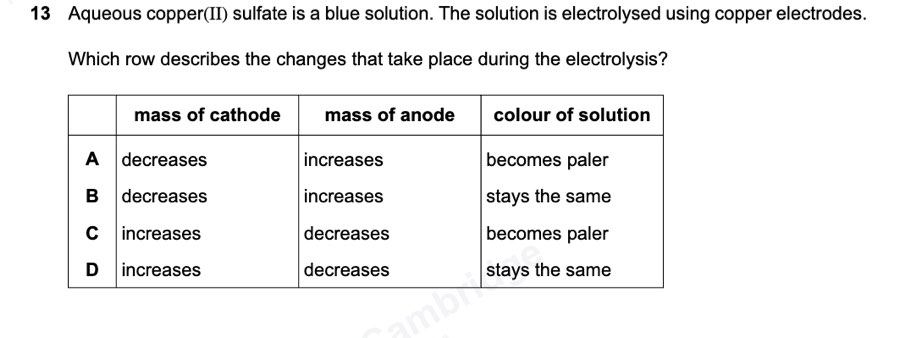 13 Aqueous copper(II) sulfate is a blue solution. The solution is electrolysed using copper electrodes.
Which row describes the changes that take place during the electrolysis?
mass of cathode mass of anode colour of solution
A decreases increases becomes paler
B decreases increases stays the same
C increases decreases becomes paler
D increases decreases stays the same
Cambridge